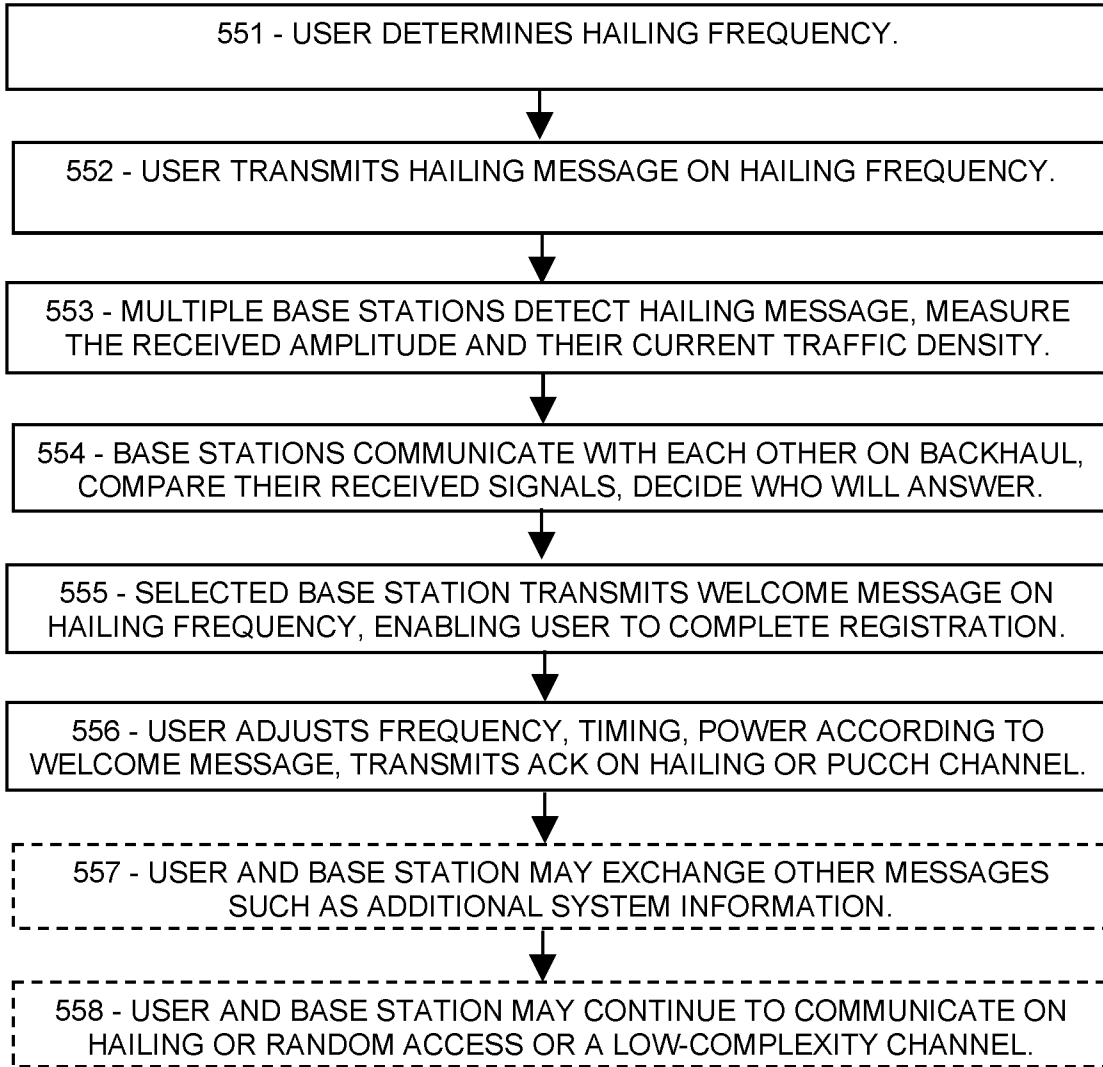 551 - USER DETERMINES HAILING FREQUENCY.
552 - USER TRANSMITS HAILING MESSAGE ON HAILING FREQUENCY.
553 - MULTIPLE BASE STATIONS DETECT HAILING MESSAGE, MEASURE
THE RECEIVED AMPLITUDE AND THEIR CURRENT TRAFFIC DENSITY.
554 - BASE STATIONS COMMUNICATE WITH EACH OTHER ON BACKHAUL,
COMPARE THEIR RECEIVED SIGNALS, DECIDE WHO WILL ANSWER.
555 - SELECTED BASE STATION TRANSMITS WELCOME MESSAGE ON
HAILING FREQUENCY, ENABLING USER TO COMPLETE REGISTRATION.
556 - USER ADJUSTS FREQUENCY, TIMING, POWER ACCORDING TO
WELCOME MESSAGE, TRANSMITS ACK ON HAILING OR PUCCH CHANNEL.
557 - USER AND BASE STATION MAY EXCHANGE OTHER MESSAGES
SUCH AS ADDITIONAL SYSTEM INFORMATION.
558 - USER AND BASE STATION MAY CONTINUE TO COMMUNICATE ON
HAILING OR RANDOM ACCESS OR A LOW-COMPLEXITY CHANNEL.